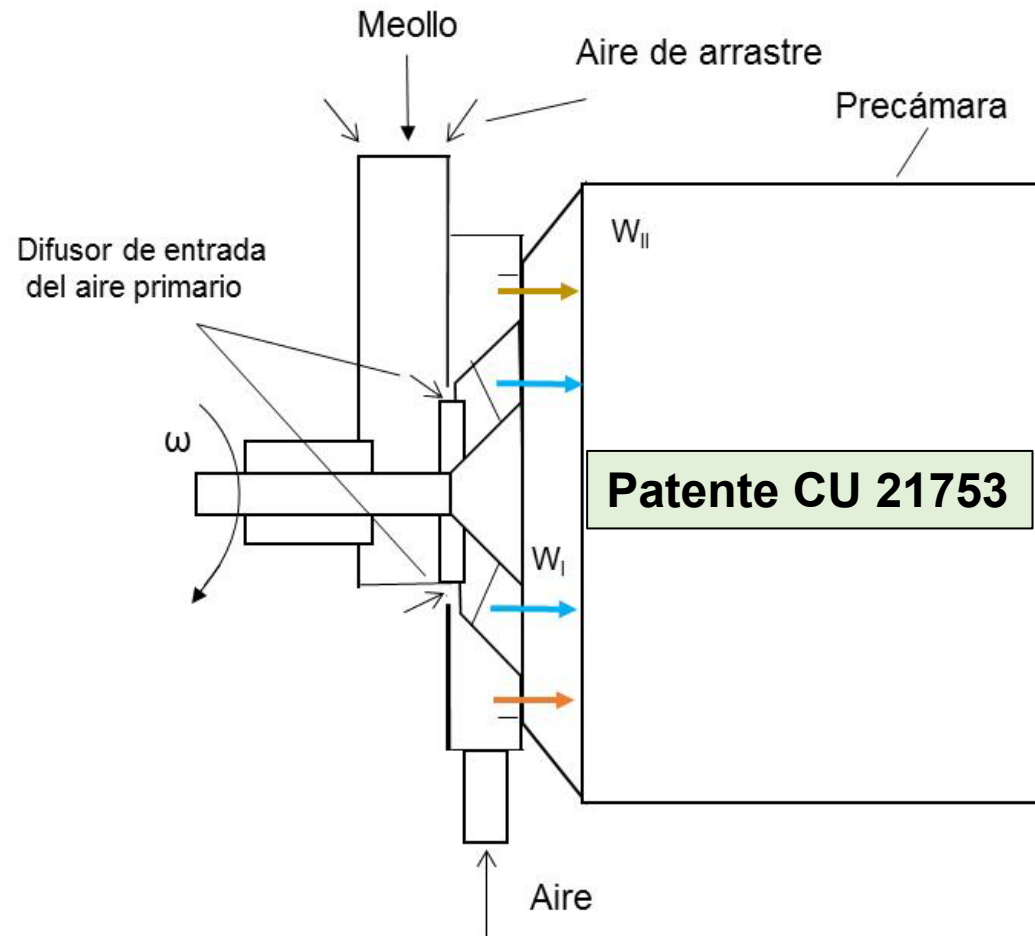 Meollo
Aire de arrastre
Precámara
Difusor de entrada
del aire primario
W_II
ω
Patente CU 21753
W_I
Aire